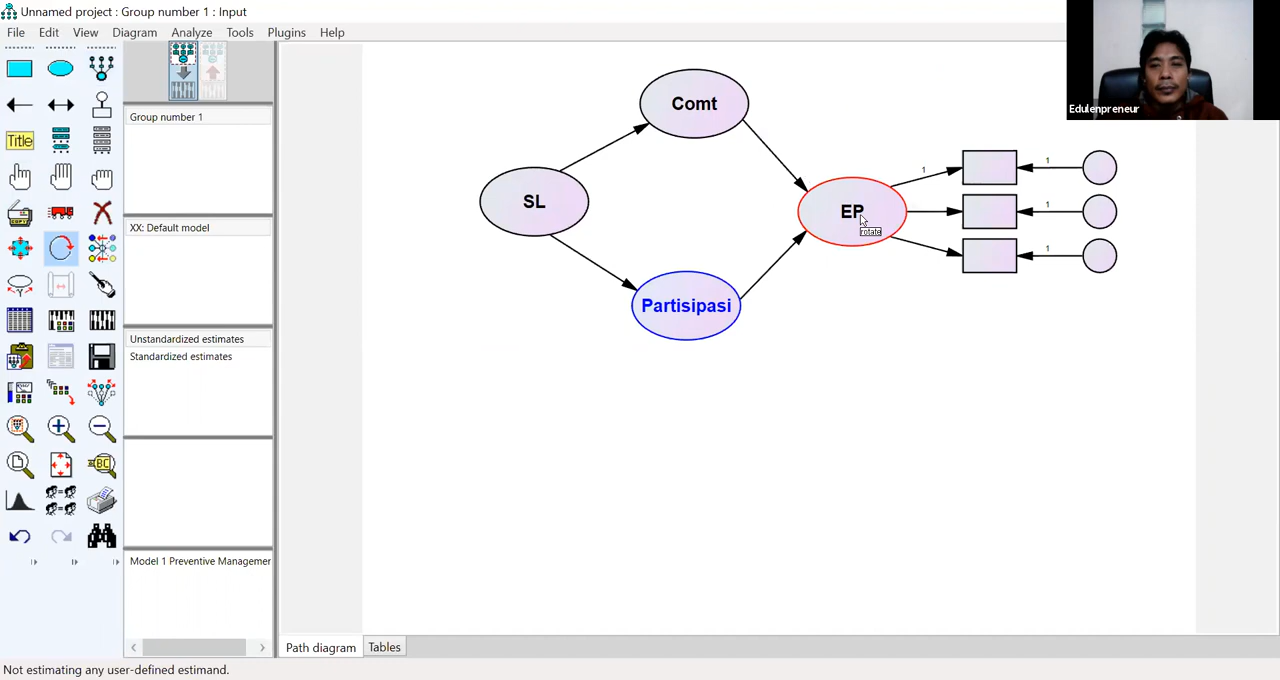 Unnamed project : Group number 1 : Input
File Edit View Diagram Analyze Tools Plugins Help
Edulenpreneur
Title
Group number 1
XX: Default model
Unstandardized estimates
Standardized estimates
Model 1 Preventive Managemer
Comt
SL
EP
rotate
Partisipasi
1
1
1
1
Path diagram Tables
Not estimating any user-defined estimand.